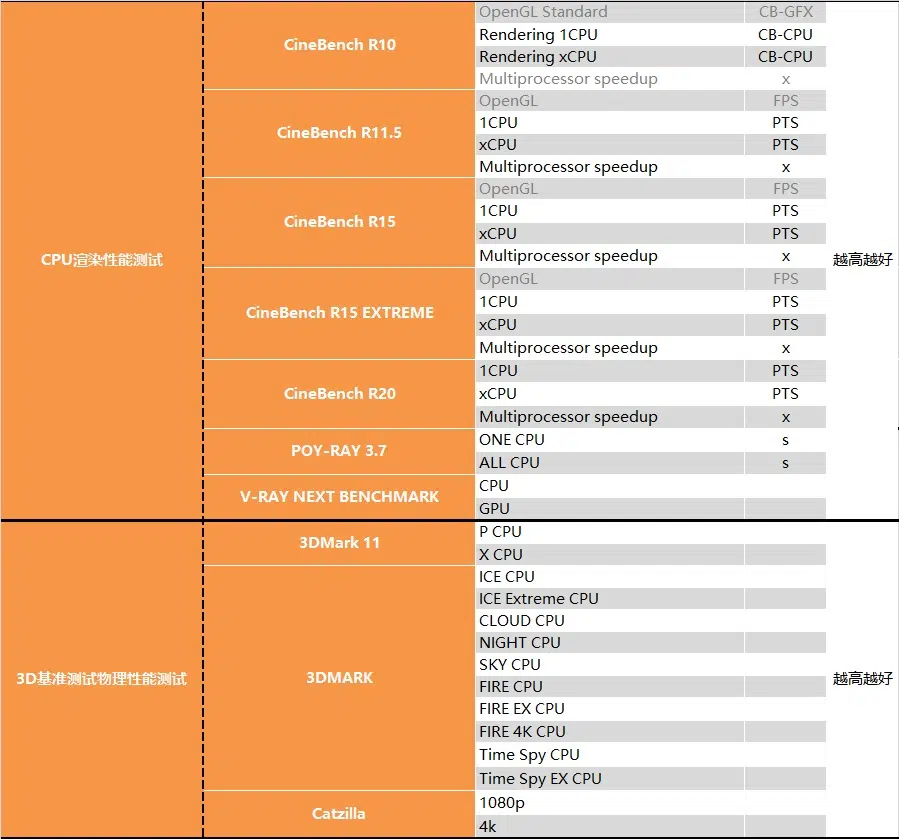 CPU渲染性能测试
CineBench R10
OpenGL Standard CB-GFX
Rendering 1CPU CB-CPU
Rendering xCPU CB-CPU
Multiprocessor speedup x
CineBench R11.5
OpenGL FPS
1CPU PTS
xCPU PTS
Multiprocessor speedup x
CineBench R15
OpenGL FPS
1CPU PTS
xCPU PTS
Multiprocessor speedup x
CineBench R15 EXTREME
OpenGL FPS
1CPU PTS
xCPU PTS
Multiprocessor speedup x
CineBench R20
1CPU PTS
xCPU PTS
Multiprocessor speedup x
POY-RAY 3.7
ONE CPU s
ALL CPU s
V-RAY NEXT BENCHMARK
CPU
GPU
越高越好
3D基准测试物理性能测试
3DMark 11
P CPU
X CPU
3DMARK
ICE CPU
ICE Extreme CPU
CLOUD CPU
NIGHT CPU
SKY CPU
FIRE CPU
FIRE EX CPU
FIRE 4K CPU
Time Spy CPU
Time Spy EX CPU
Catzilla
1080p
4k
越高越好